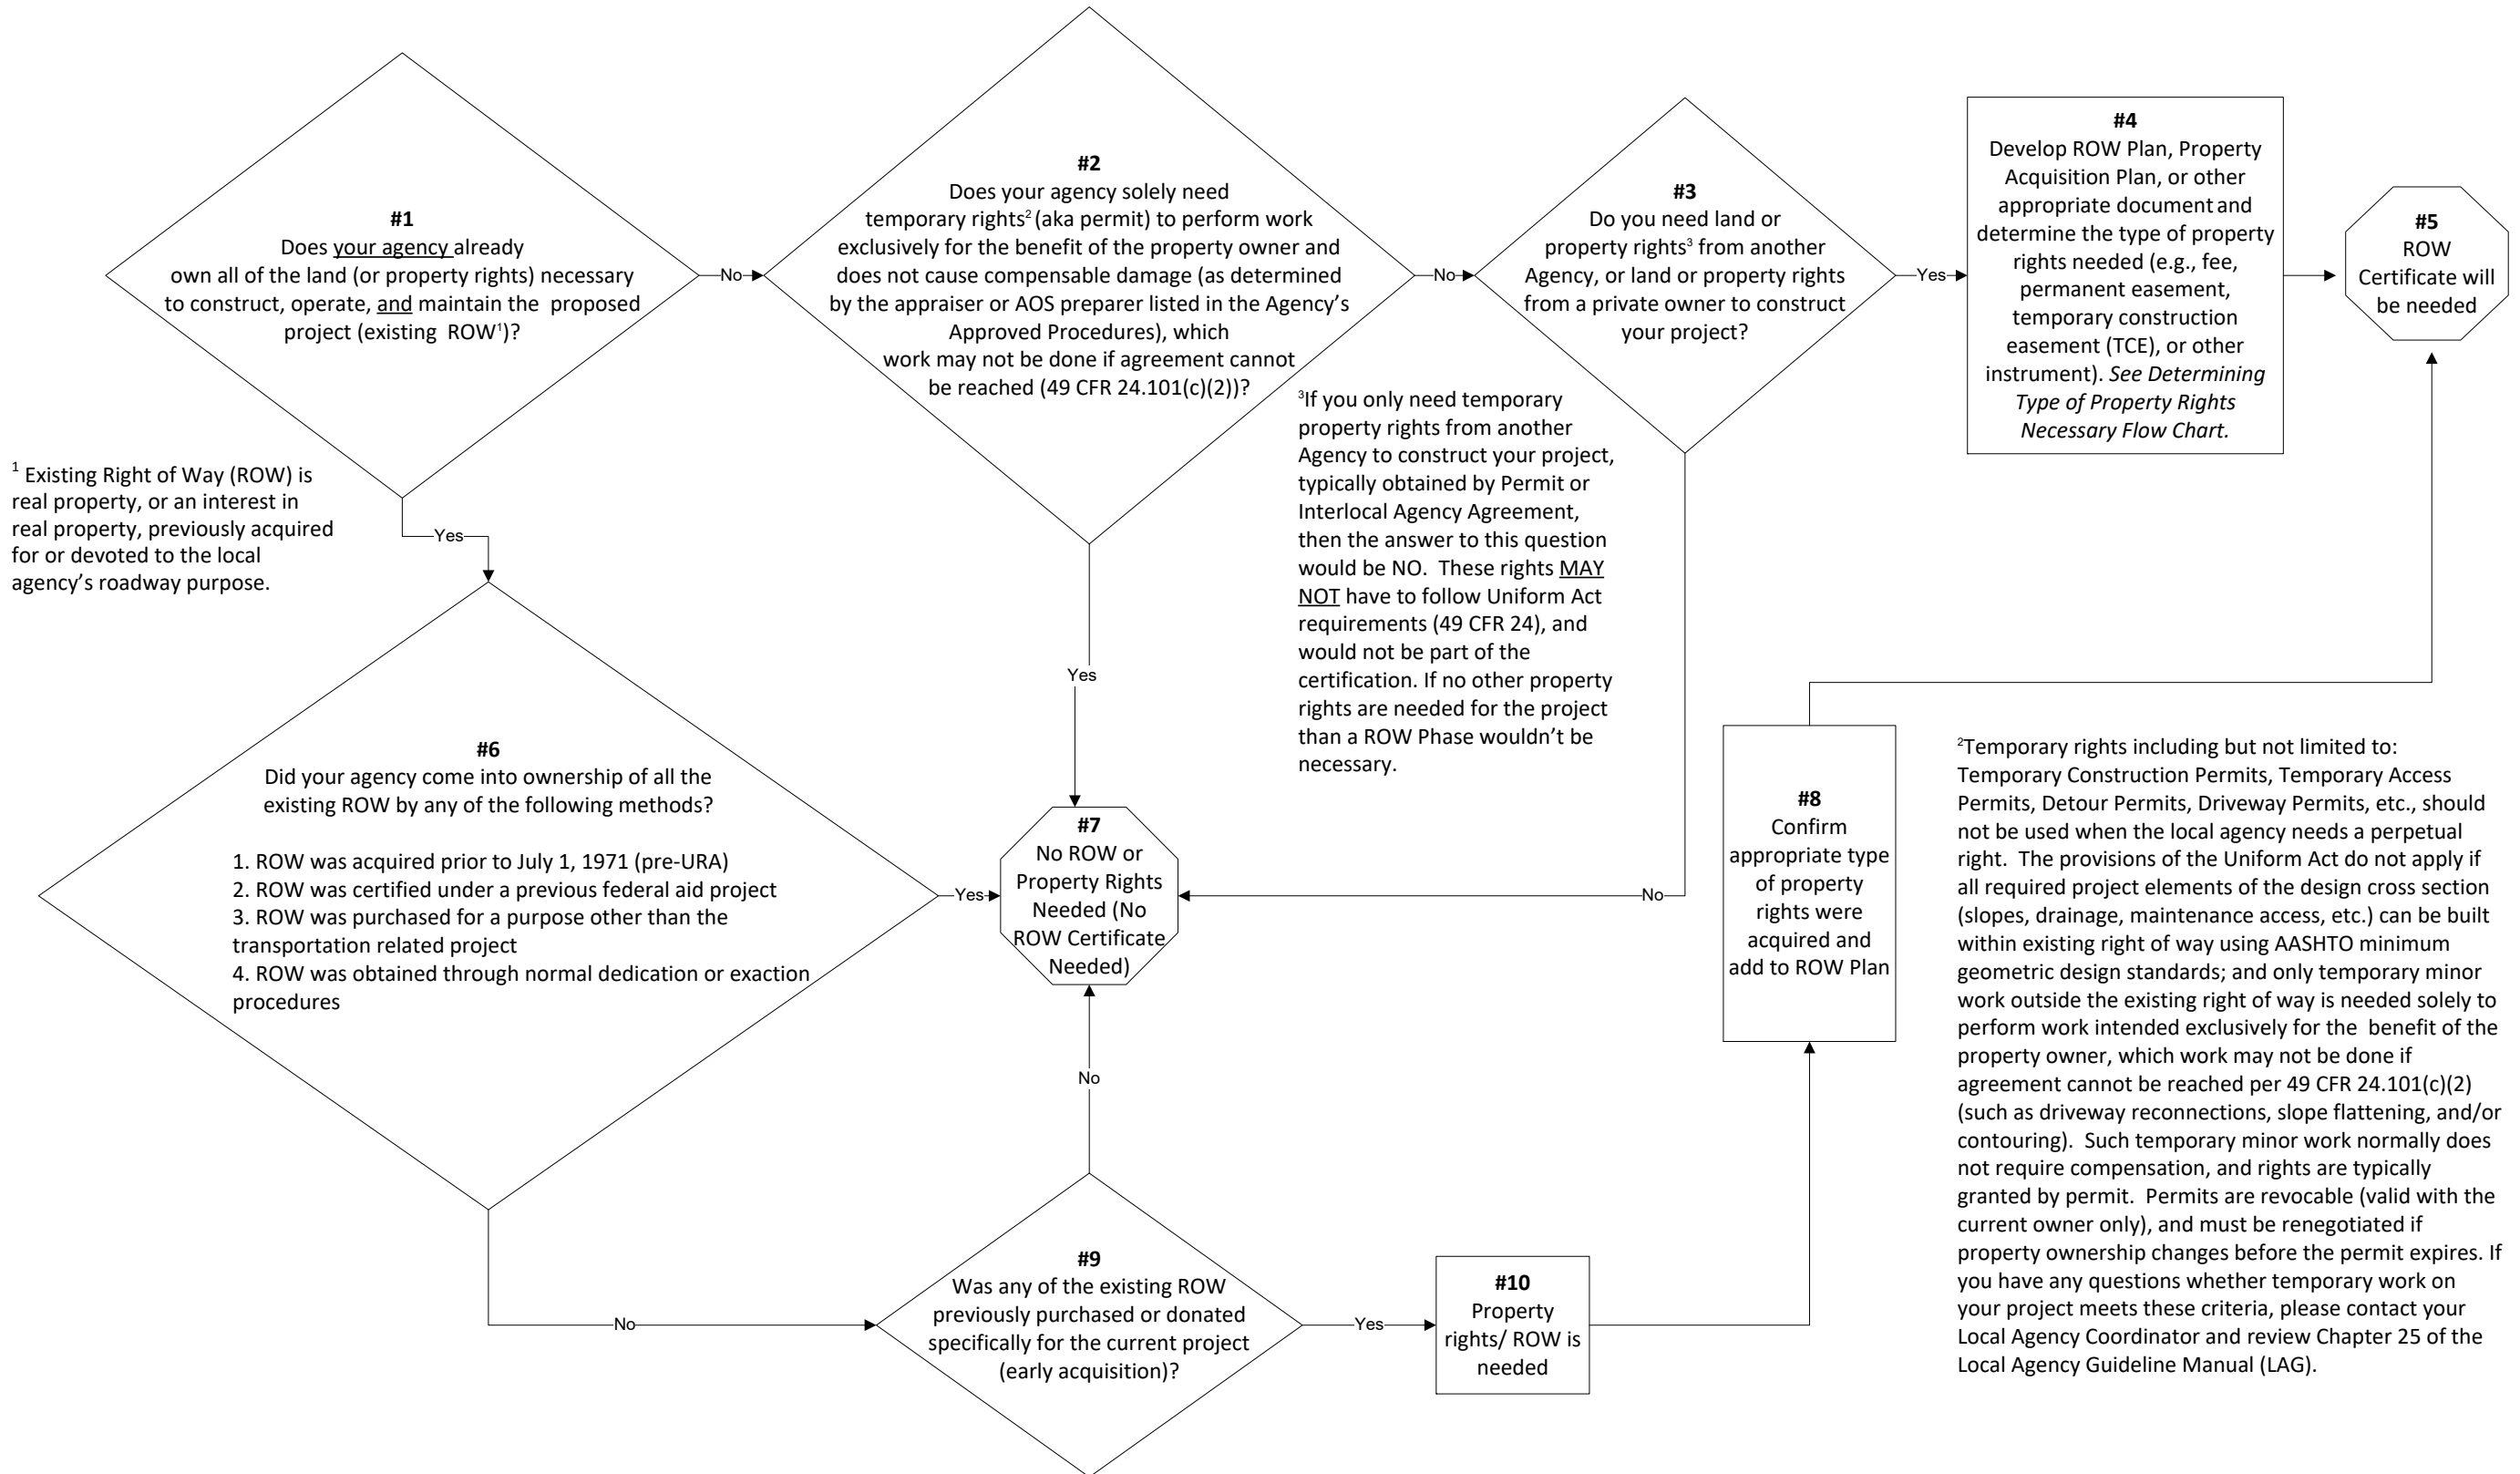 #1
Does your agency already
own all of the land (or property rights) necessary
to construct, operate, and maintain the proposed
project (existing ROW¹)?
No
#2
Does your agency solely need
temporary rights² (aka permit) to perform work
exclusively for the benefit of the property owner and
does not cause compensable damage (as determined
by the appraiser or AOS preparer listed in the Agency's
Approved Procedures), which
work may not be done if agreement cannot
be reached (49 CFR 24.101(c)(2))?
No
#3
Do you need land or
property rights³ from another
Agency, or land or property rights
from a private owner to construct
your project?
Yes
#4
Develop ROW Plan, Property
Acquisition Plan, or other
appropriate document and
determine the type of property
rights needed (e.g., fee,
permanent easement,
temporary construction
easement (TCE), or other
instrument). See Determining
Type of Property Rights
Necessary Flow Chart.
#5
ROW
Certificate will
be needed
¹ Existing Right of Way (ROW) is
real property, or an interest in
real property, previously acquired
for or devoted to the local
agency's roadway purpose.
Yes
³If you only need temporary
property rights from another
Agency to construct your project,
typically obtained by Permit or
Interlocal Agency Agreement,
then the answer to this question
would be NO. These rights MAY
NOT have to follow Uniform Act
requirements (49 CFR 24), and
would not be part of the
certification. If no other property
rights are needed for the project
than a ROW Phase wouldn't be
necessary.
Yes
#6
Did your agency come into ownership of all the
existing ROW by any of the following methods?
1. ROW was acquired prior to July 1, 1971 (pre-URA)
2. ROW was certified under a previous federal aid project
3. ROW was purchased for a purpose other than the
transportation related project
4. ROW was obtained through normal dedication or exaction
procedures
Yes
#7
No ROW or
Property Rights
Needed (No
ROW Certificate
Needed)
No
#8
Confirm
appropriate type
of property
rights were
acquired and
add to ROW Plan
²Temporary rights including but not limited to:
Temporary Construction Permits, Temporary Access
Permits, Detour Permits, Driveway Permits, etc., should
not be used when the local agency needs a perpetual
right. The provisions of the Uniform Act do not apply if
all required project elements of the design cross section
(slopes, drainage, maintenance access, etc.) can be built
within existing right of way using AASHTO minimum
geometric design standards; and only temporary minor
work outside the existing right of way is needed solely to
perform work intended exclusively for the benefit of the
property owner, which work may not be done if
agreement cannot be reached per 49 CFR 24.101(c)(2)
(such as driveway reconnections, slope flattening, and/or
contouring). Such temporary minor work normally does
not require compensation, and rights are typically
granted by permit. Permits are revocable (valid with the
current owner only), and must be renegotiated if
property ownership changes before the permit expires. If
you have any questions whether temporary work on
your project meets these criteria, please contact your
Local Agency Coordinator and review Chapter 25 of the
Local Agency Guideline Manual (LAG).
No
No
#9
Was any of the existing ROW
previously purchased or donated
specifically for the current project
(early acquisition)?
Yes
#10
Property
rights/ ROW is
needed